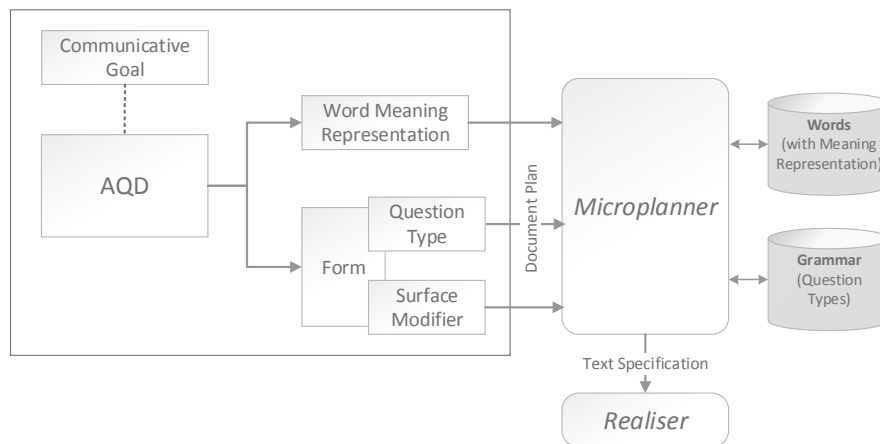 Communicative
Goal
AQD
Word Meaning
Representation
Form
Question
Type
Surface
Modifier
Document Plan
Microplanner
Words
(with Meaning
Representation)
Grammar
(Question
Types)
Text Specification
Realiser